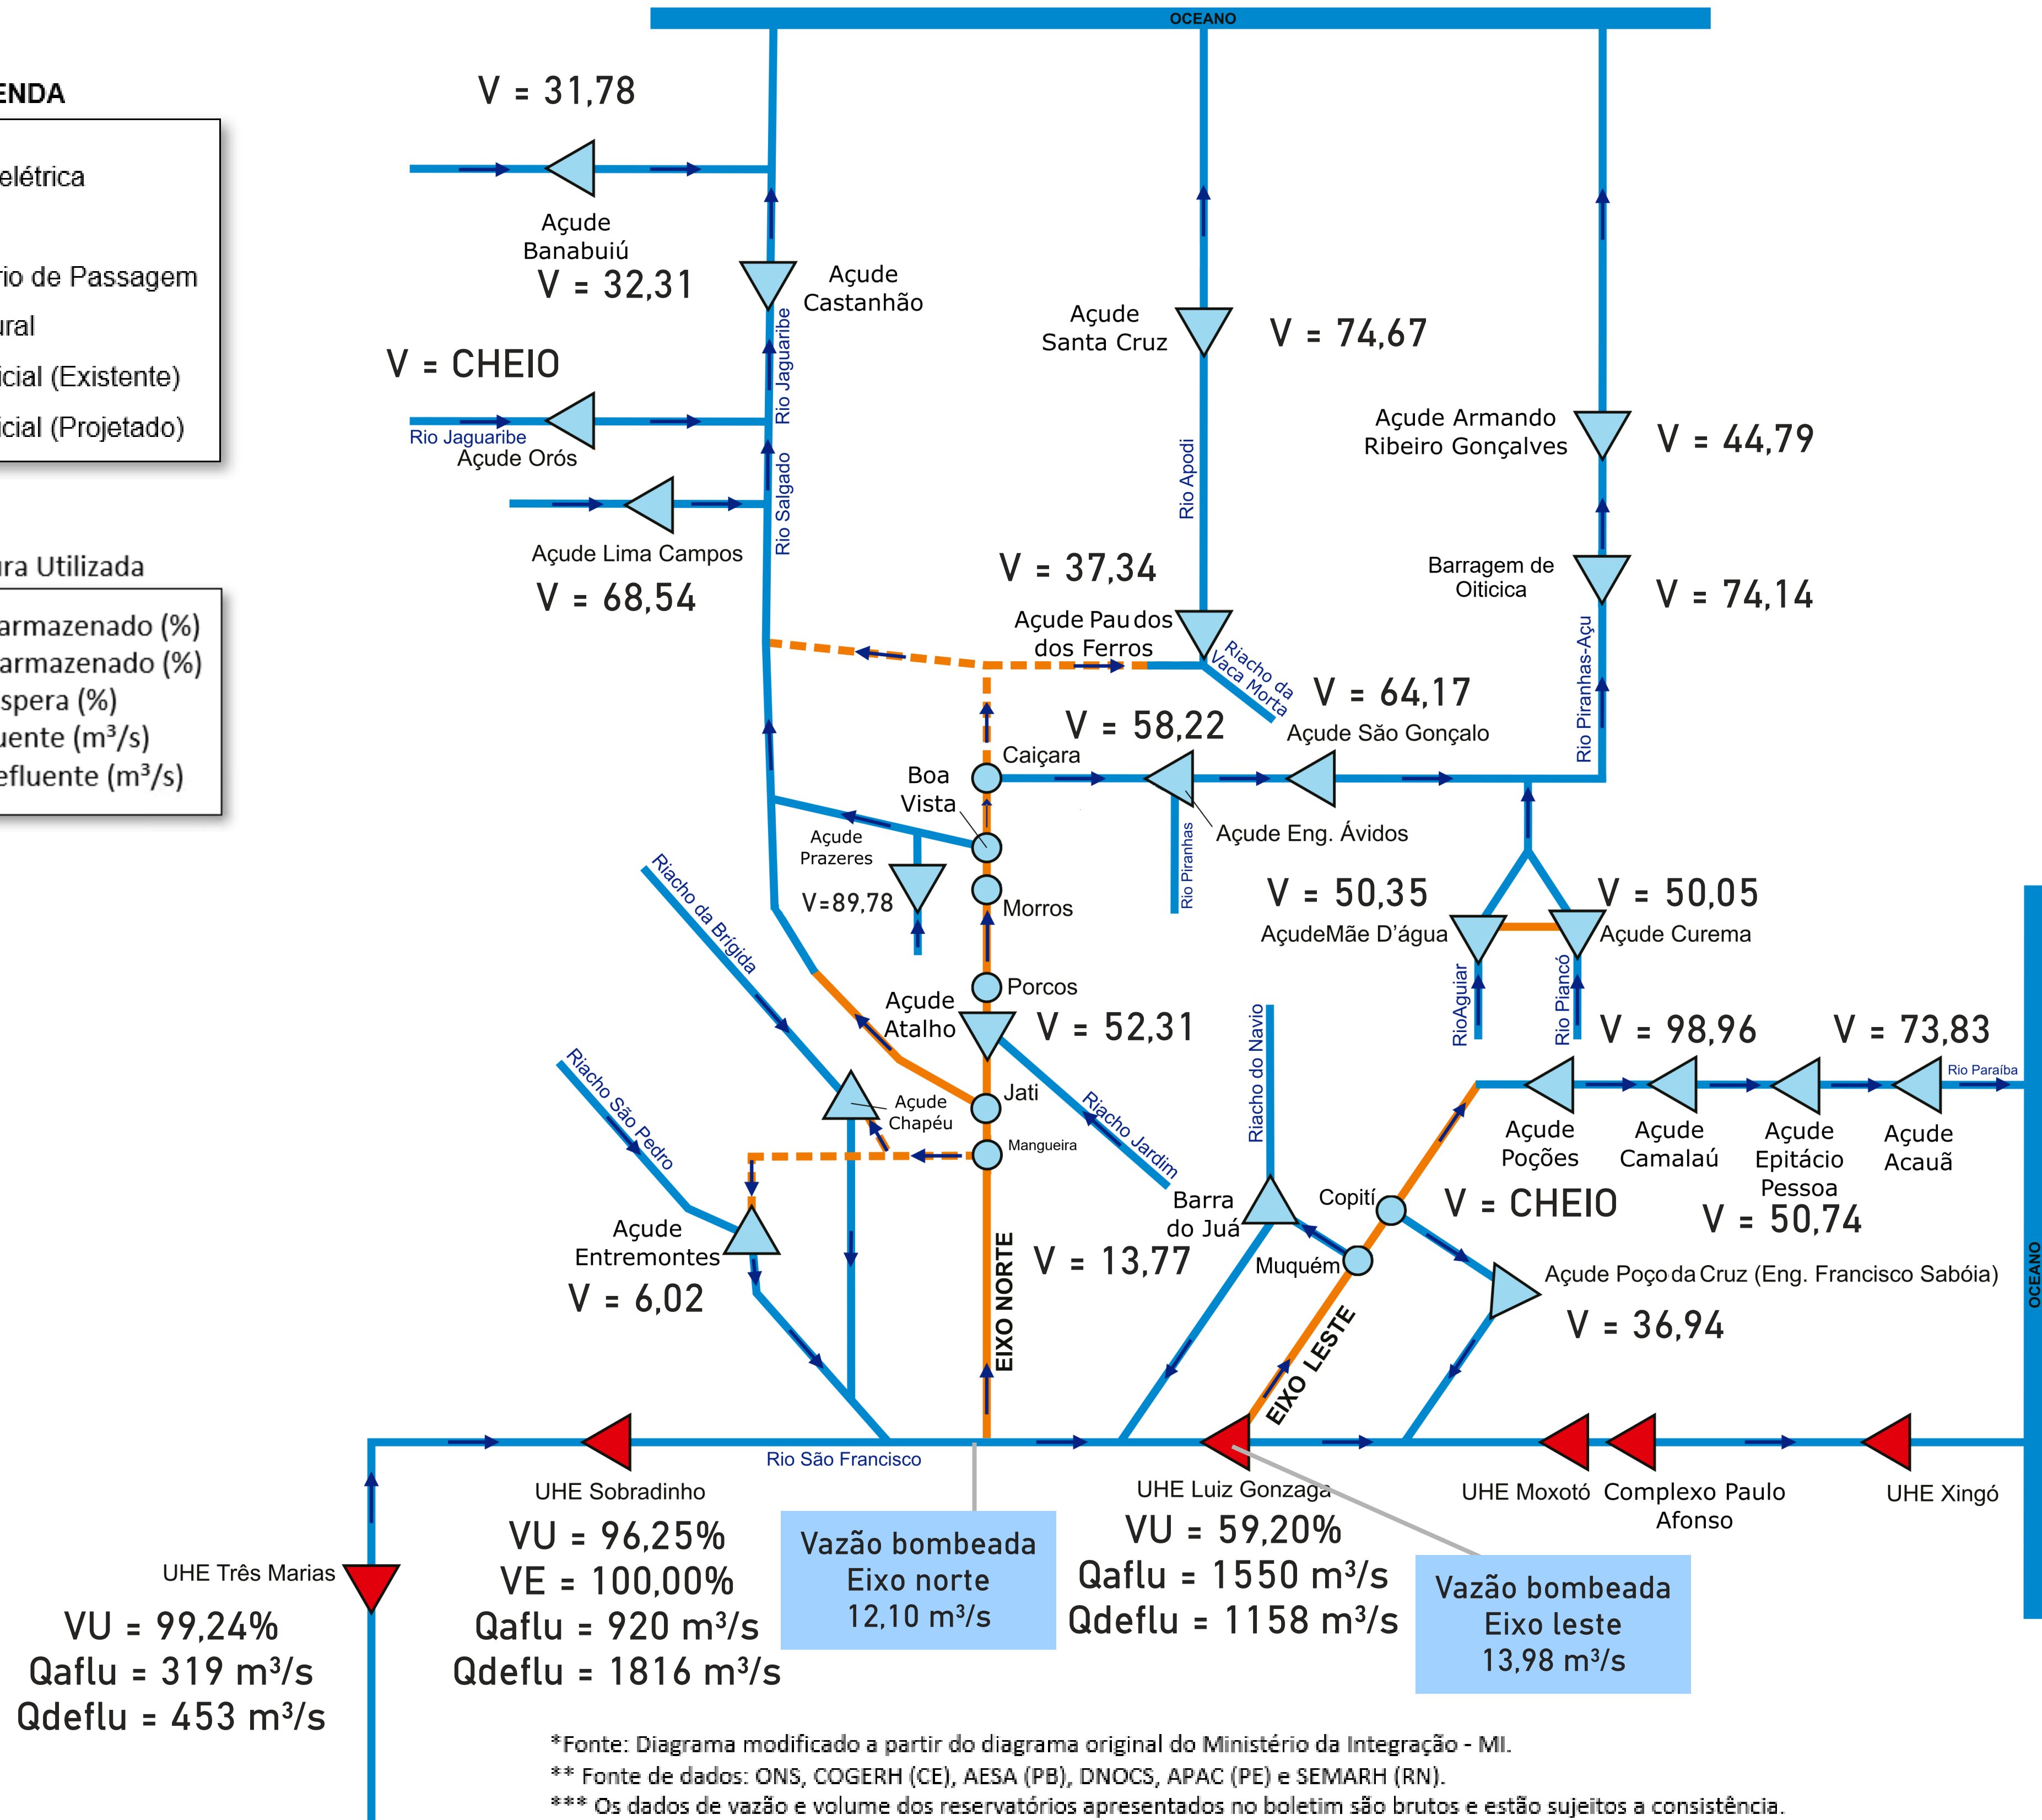 OCEANO
V = 31,78
Açude
Banabuiú
V = 32,31
Açude
Castanhão
ENDA
elétrica
rio de Passagem
ural
icial (Existente)
icial (Projetado)
V = CHEIO
Rio Jaguaribe
Açude Orós
Rio Jaguaribe
Rio Salgado
Açude Lima Campos
V = 68,54
Açude
Santa Cruz
V = 74,67
Rio Apodi
Açude Armando
Ribeiro Gonçalves
V = 44,79
Barragem de
Oiticica
V = 74,14
Rio Piranhas-Açu
ura Utilizada
armazenado (%)
armazenado (%)
spera (%)
uente (m³/s)
efluente (m³/s)
V = 37,34
Açude Pau dos
dos Ferros
Riacho da
Vaca Morta
V = 64,17
Açude São Gonçalo
V = 58,22
Caiçara
Boa
Vista
Açude Eng. Ávidos
Rio Piranhas
Açude
Prazeres
V=89,78
Morros
Porcos
Riacho da Brígida
Açude
Atalho
V = 52,31
V = 50,35
AçudeMãe D'água
V = 50,05
Açude Curema
RioAguiar
Rio Piancó
V = 98,96
V = 73,83
Rio Paraíba
Riacho São Pedro
Açude
Chapéu
Jati
Mangueira
Riacho Jardim
Riacho do Navio
Açude
Poções
Açude
Camalaú
Açude
Epitácio
Pessoa
V = 50,74
Açude
Acauã
Açude
Entremontes
V = 6,02
EIXO NORTE
V = 13,77
Barra
do Juá
Copití
V = CHEIO
Muquém
Açude Poço da Cruz (Eng. Francisco Sabóia)
V = 36,94
EIXO LESTE
OCEANO
Rio São Francisco
UHE Sobradinho
VU = 96,25%
VE = 100,00%
Qaflu = 920 m³/s
Qdeflu = 1816 m³/s
Vazão bombeada
Eixo norte
12,10 m³/s
UHE Luiz Gonzaga
VU = 59,20%
Qaflu = 1550 m³/s
Qdeflu = 1158 m³/s
Vazão bombeada
Eixo leste
13,98 m³/s
UHE Moxotó
Complexo Paulo
Afonso
UHE Xingó
UHE Três Marias
VU = 99,24%
Qaflu = 319 m³/s
Qdeflu = 453 m³/s
*Fonte: Diagrama modificado a partir do diagrama original do Ministério da Integração - MI.
** Fonte de dados: ONS, COGERH (CE), AESA (PB), DNOCS, APAC (PE) e SEMARH (RN).
*** Os dados de vazão e volume dos reservatórios apresentados no boletim são brutos e estão sujeitos a consistência.